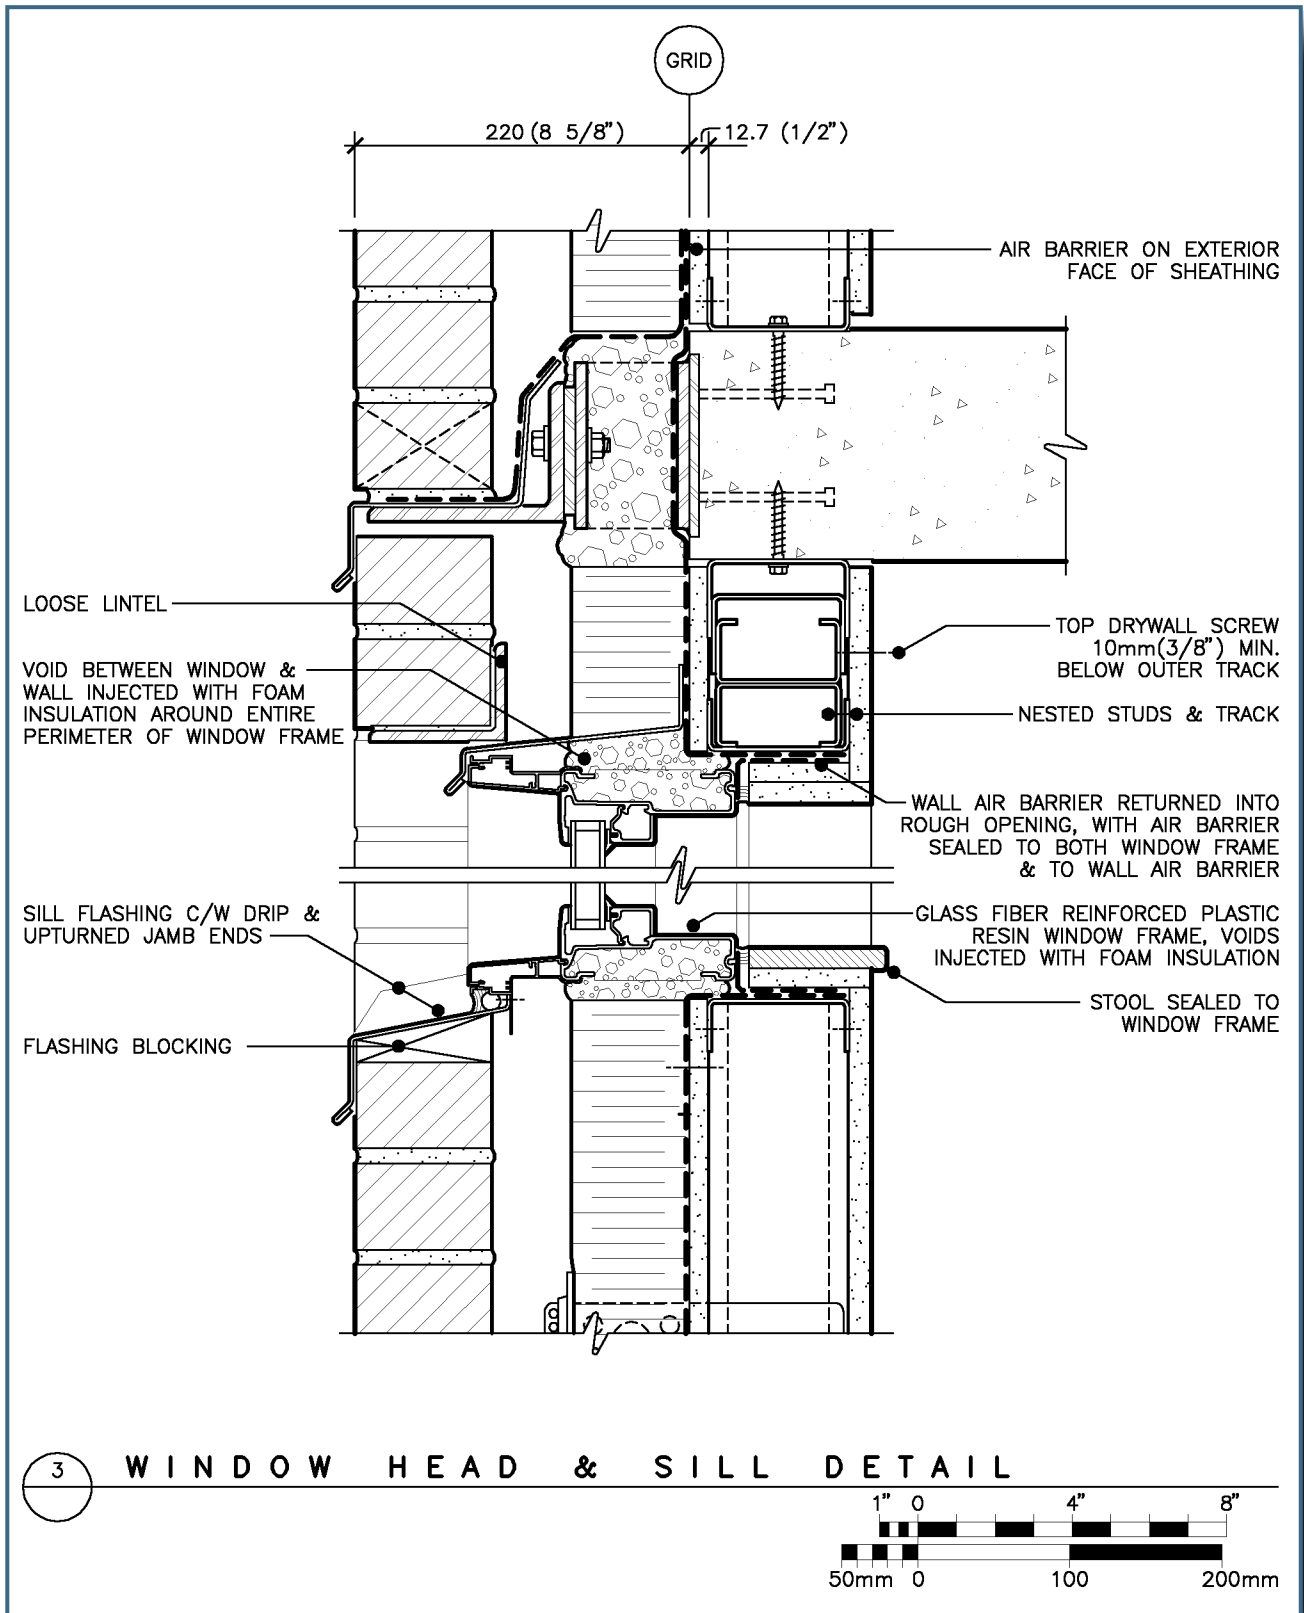 GRID
220 (8 5/8") 12.7 (1/2")
AIR BARRIER ON EXTERIOR
FACE OF SHEATHING
LOOSE LINTEL
VOID BETWEEN WINDOW &
WALL INJECTED WITH FOAM
INSULATION AROUND ENTIRE
PERIMETER OF WINDOW FRAME
TOP DRYWALL SCREW
10mm(3/8") MIN.
BELOW OUTER TRACK
NESTED STUDS & TRACK
WALL AIR BARRIER RETURNED INTO
ROUGH OPENING, WITH AIR BARRIER
SEALED TO BOTH WINDOW FRAME
& TO WALL AIR BARRIER
SILL FLASHING C/W DRIP &
UPTURNED JAMB ENDS
GLASS FIBER REINFORCED PLASTIC
RESIN WINDOW FRAME, VOIDS
INJECTED WITH FOAM INSULATION
STOOL SEALED TO
WINDOW FRAME
FLASHING BLOCKING
3 WINDOW HEAD & SILL DETAIL
1" 0 4" 8"
50mm 0 100 200mm